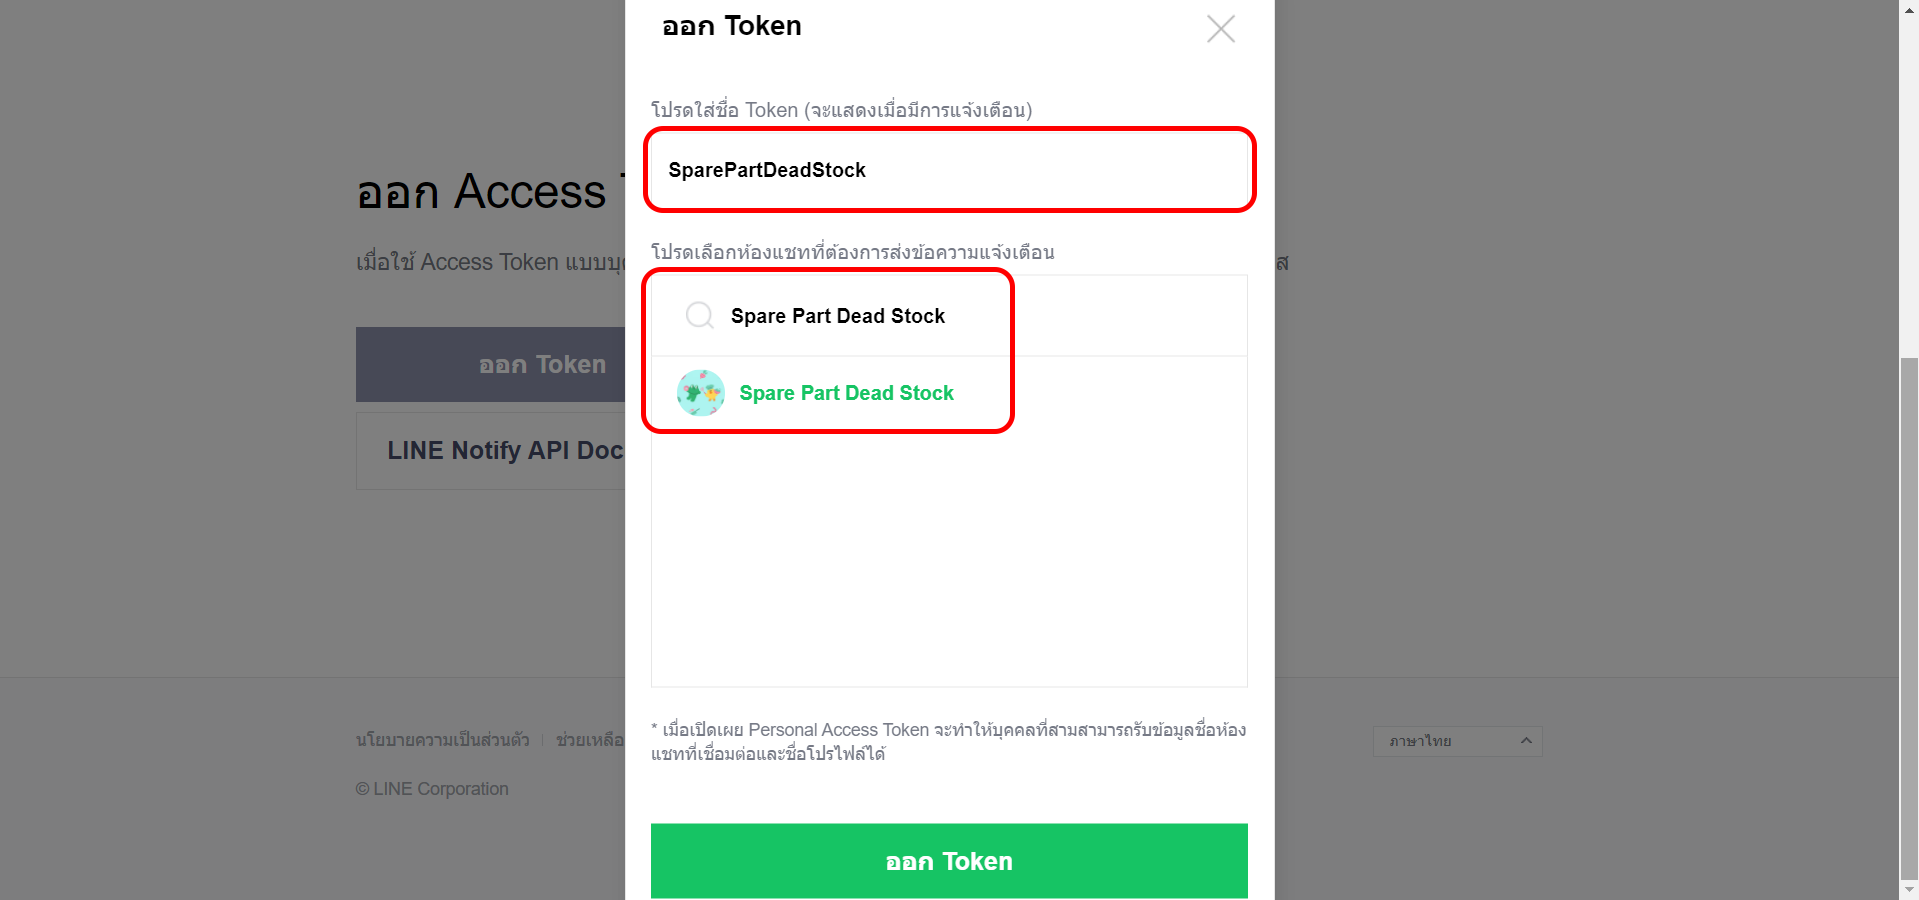 ออก Token
โปรดใส่ชื่อ Token (จะแสดงเมื่อมีการแจ้งเตือน)
SparePartDeadStock
โปรดเลือกห้องแชทที่ต้องการส่งข้อความแจ้งเตือน
Spare Part Dead Stock
Spare Part Dead Stock
* เมื่อเปิดเผย Personal Access Token จะทำให้บุคคลที่สามสามารถรับข้อมูลชื่อห้อง
แชทที่เชื่อมต่อและชื่อโปรไฟล์ได้
ออก Token
ออก Access
เมื่อใช้ Access Token
ออก Token
LINE Notify API Doc
นโยบายความเป็นส่วนตัว
ช่วยเหลือ
© LINE Corporation
ภาษาไทย